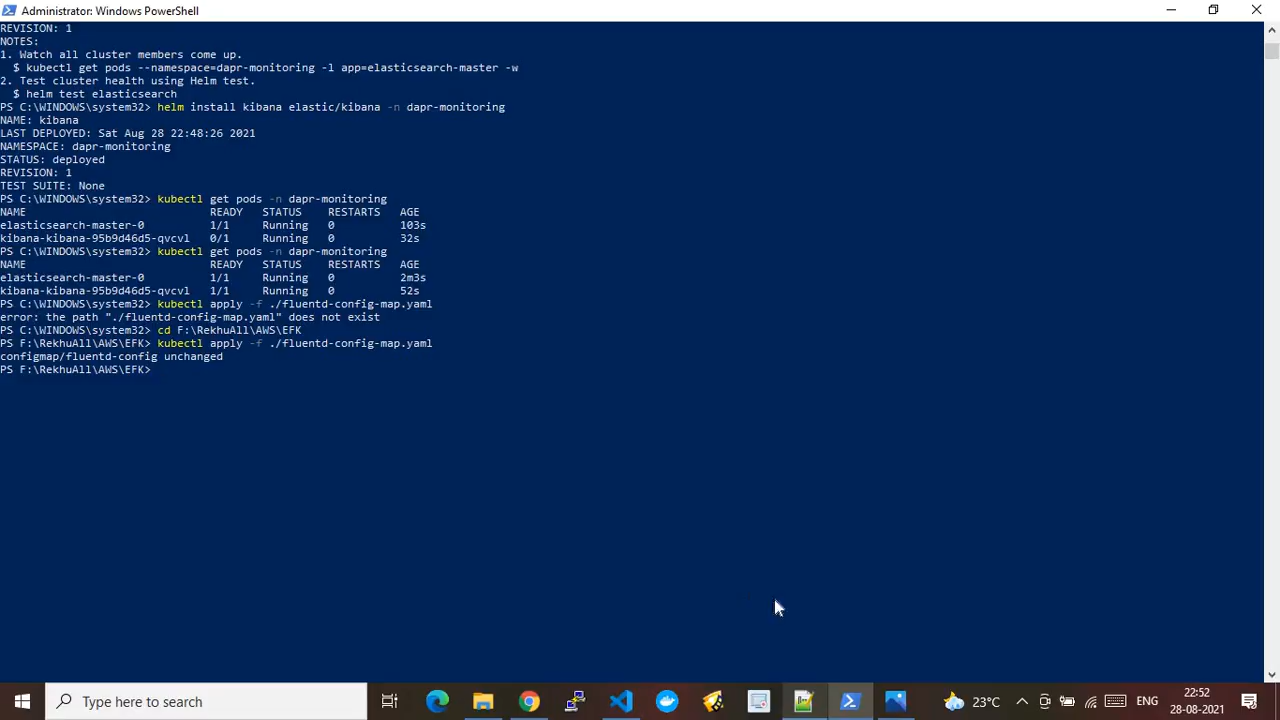 Administrator: Windows PowerShell
REVISION: 1
NOTES:
1. Watch all cluster members come up.
  $ kubectl get pods --namespace=dapr-monitoring -l app=elasticsearch-master -w
2. Test cluster health using Helm test.
  $ helm test elasticsearch
PS C:\WINDOWS\system32> helm install kibana elastic/kibana -n dapr-monitoring
NAME: kibana
LAST DEPLOYED: Sat Aug 28 22:48:26 2021
NAMESPACE: dapr-monitoring
STATUS: deployed
REVISION: 1
TEST SUITE: None
PS C:\WINDOWS\system32> kubectl get pods -n dapr-monitoring
NAME                            READY   STATUS    RESTARTS   AGE
elasticsearch-master-0          1/1     Running   0          103s
kibana-kibana-95b9d46d5-qvcvl   0/1     Running   0          32s
PS C:\WINDOWS\system32> kubectl get pods -n dapr-monitoring
NAME                            READY   STATUS    RESTARTS   AGE
elasticsearch-master-0          1/1     Running   0          2m3s
kibana-kibana-95b9d46d5-qvcvl   1/1     Running   0          52s
PS C:\WINDOWS\system32> kubectl apply -f ./fluentd-config-map.yaml
error: the path "./fluentd-config-map.yaml" does not exist
PS C:\WINDOWS\system32> cd F:\RekhuAll\AWS\EFK
PS F:\RekhuAll\AWS\EFK> kubectl apply -f ./fluentd-config-map.yaml
configmap/fluentd-config unchanged
PS F:\RekhuAll\AWS\EFK>
Type here to search
23°C
ENG
22:52
28-08-2021